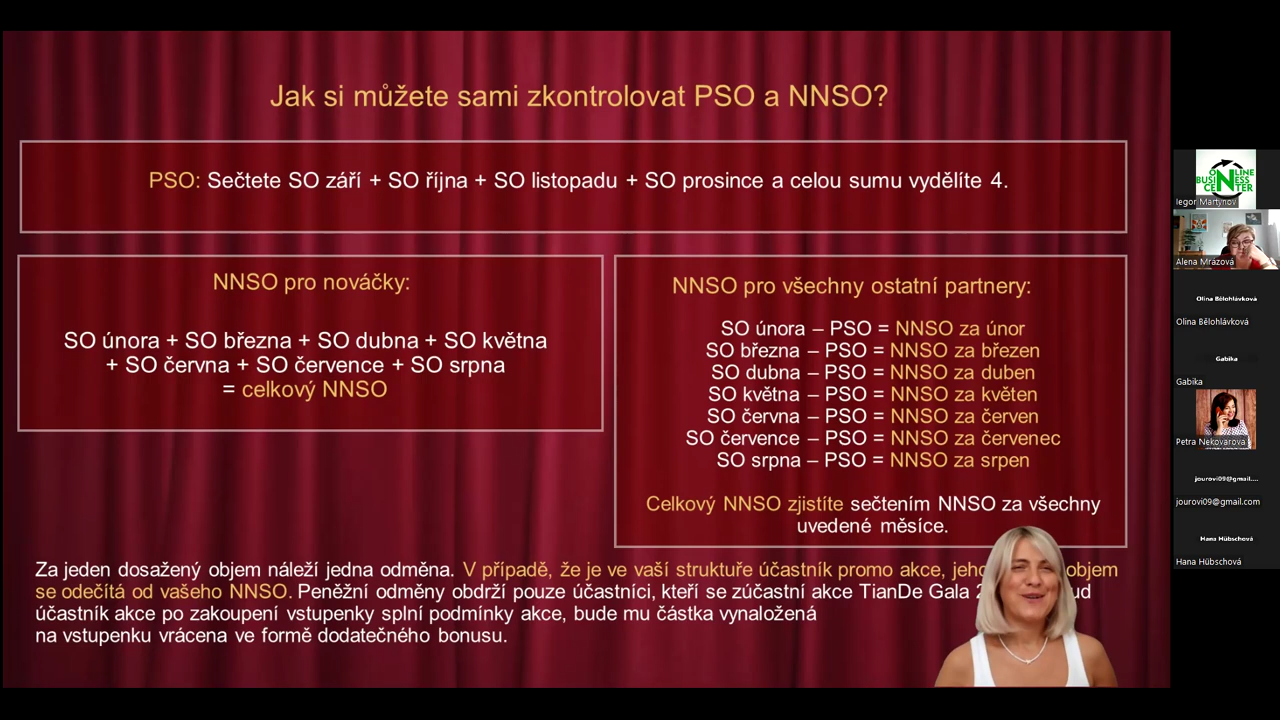 Jak si můžete sami zkontrolovat PSO a NNSO?
PSO: Sečtete SO září + SO října + SO listopadu + SO prosince a celou sumu vydělíte 4.
NNSO pro nováčky:
SO února + SO března + SO dubna + SO května
+ SO června + SO července + SO srpna
= celkový NNSO
NNSO pro všechny ostatní partnery:
SO února – PSO = NNSO za únor
SO března – PSO = NNSO za březen
SO dubna – PSO = NNSO za duben
SO května – PSO = NNSO za květen
SO června – PSO = NNSO za červen
SO července – PSO = NNSO za červenec
SO srpna – PSO = NNSO za srpen
Celkový NNSO zjistíte sečtením NNSO za všechny
uvedené měsíce.
Za jeden dosažený objem náleží jedna odměna. V případě, že je ve vaší struktuře účastník promo akce, objem
se odečítá od vašeho NNSO. Peněžní odměny obdrží pouze účastníci, kteří se zúčastní akce TianDe Gala
účastník akce po zakoupení vstupenky splní podmínky akce, bude mu částka vynaložená
na vstupenku vrácena ve formě dodatečného bonusu.
ONLINE
BUSINESS
CENTER
Iegor Martynov
Alena Mrázová
Olina Bělohlávková
Olina Bělohlávková
Gabika
Gabika
Petra Nekovářová
jourovi09@gmail....
jourovi09@gmail.com
Hana Hübschová
Hana Hübschová